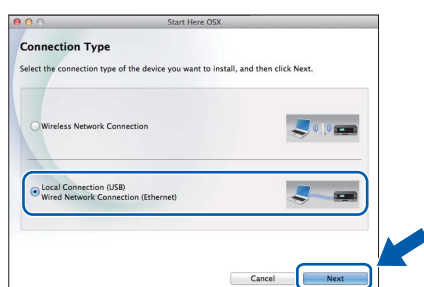 Start Here OSX
Connection Type
Select the connection type of the device you want to install, and then click Next.
Wireless Network Connection
Local Connection (USB)
Wired Network Connection (Ethernet)
Cancel
Next